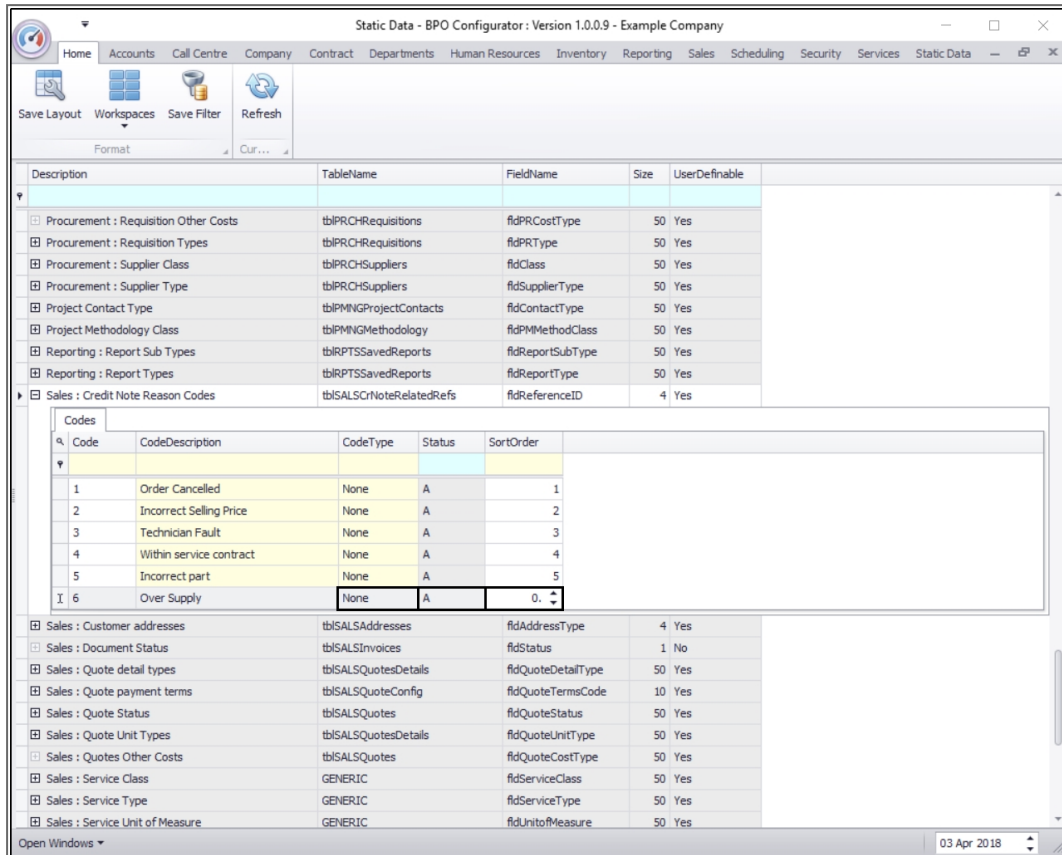 Static Data - BPO Configurator : Version 1.0.0.9 - Example Company
Home Accounts Call Centre Company Contract Departments Human Resources Inventory Reporting Sales Scheduling Security Services Static Data
Save Layout Workspaces Save Filter Refresh
Format Cur...
Description TableName FieldName Size UserDefinable
Procurement : Requisition Other Costs tblPRCHRequisitions fldPRCostType 50 Yes
Procurement : Requisition Types tblPRCHRequisitions fldPRType 50 Yes
Procurement : Supplier Class tblPRCHSuppliers fldClass 50 Yes
Procurement : Supplier Type tblPRCHSuppliers fldSupplierType 50 Yes
Project Contact Type tblPMNGProjectContacts fldContactType 50 Yes
Project Methodology Class tblPMNGMethodology fldPMMethodClass 50 Yes
Reporting : Report Sub Types tblRPTSSavedReports fldReportSubType 50 Yes
Reporting : Report Types tblRPTSSavedReports fldReportType 50 Yes
Sales : Credit Note Reason Codes tblSALSCrNoteRelatedRefs fldReferenceID 4 Yes
Codes
Code CodeDescription CodeType Status SortOrder
1 Order Cancelled None A 1
2 Incorrect Selling Price None A 2
3 Technician Fault None A 3
4 Within service contract None A 4
5 Incorrect part None A 5
6 Over Supply None A 0.
Sales : Customer addresses tblSALSAddresses fldAddressType 4 Yes
Sales : Document Status tblSALSInvoices fldStatus 1 No
Sales : Quote detail types tblSALSQuotesDetails fldQuoteDetailType 50 Yes
Sales : Quote payment terms tblSALSQuoteConfig fldQuoteTermsCode 10 Yes
Sales : Quote Status tblSALSQuotes fldQuoteStatus 50 Yes
Sales : Quote Unit Types tblSALSQuotesDetails fldQuoteUnitType 50 Yes
Sales : Quotes Other Costs tblSALSQuotes fldQuoteCostType 50 Yes
Sales : Service Class GENERIC fldServiceClass 50 Yes
Sales : Service Type GENERIC fldServiceType 50 Yes
Sales : Service Unit of Measure GENERIC fldUnitofMeasure 50 Yes
Open Windows 03 Apr 2018